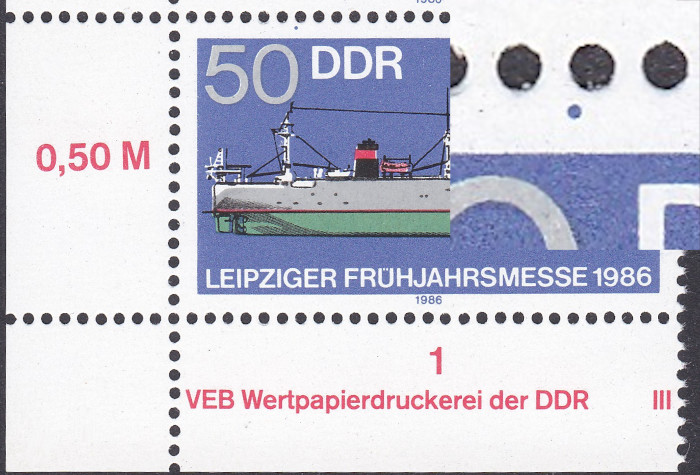 50 DDR
0,50 M
LEIPZIGER FRÜHJAHRSMESSE 1986
1986
1
VEB Wertpapierdruckerei der DDR III